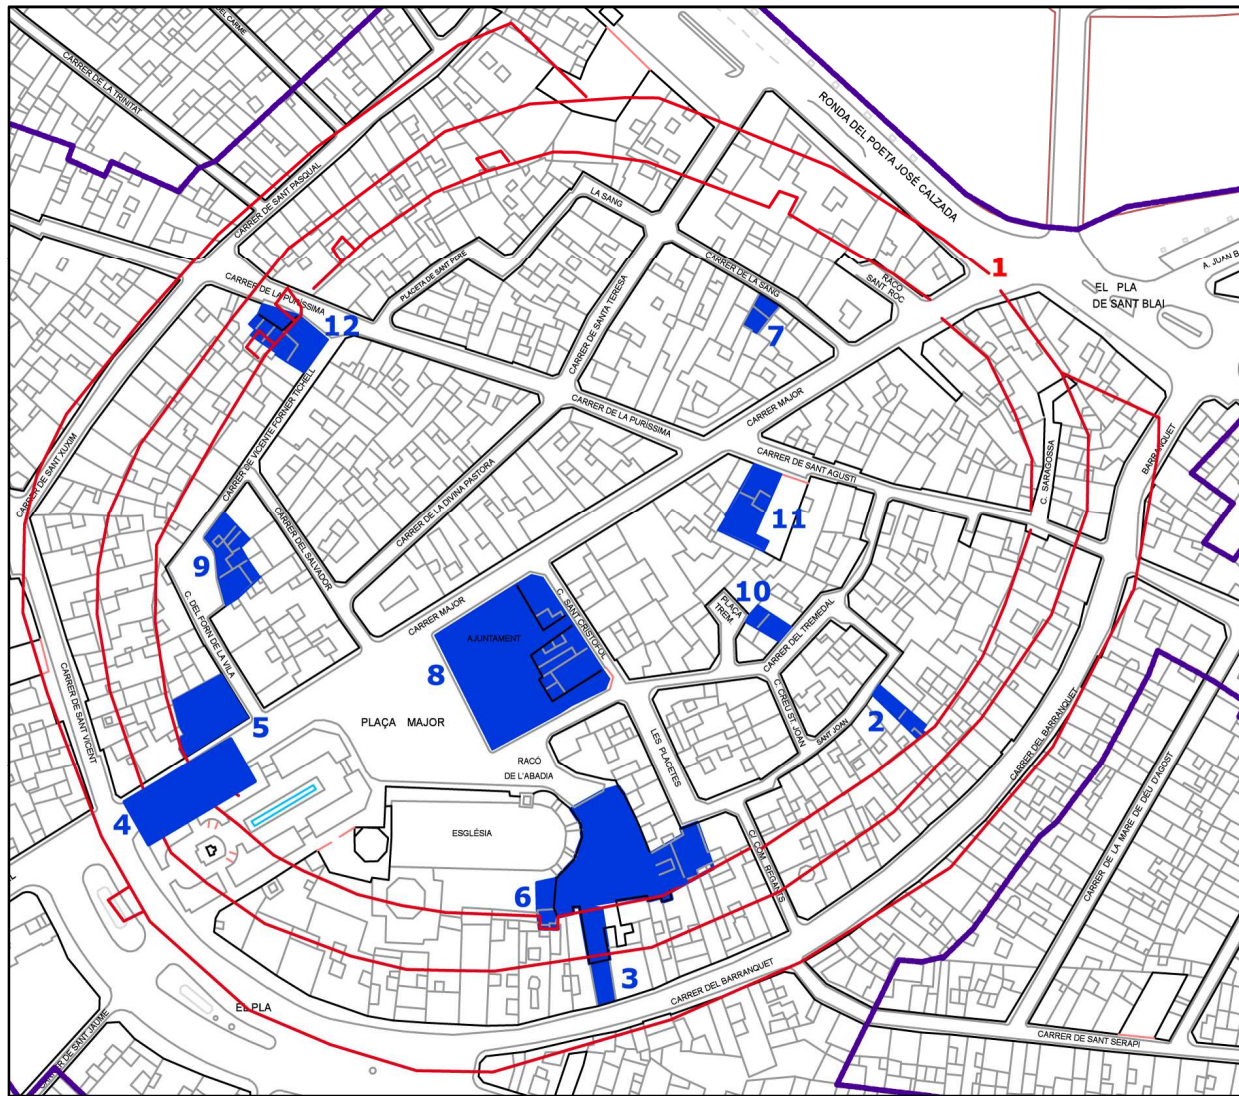 DEL CARME
CARRER DE LA TRINITAT
CARRER DE SANT PASQUAL
RONDA DEL POETA JOSÉ CALZADA
LA SANG
PLACETA DE SANT PERE
CARRER DE LA SANG
RACÓ
SANT ROC
1
EL PLA
DE SANT BLAI
A. JUAN B
CARRER DE LA PURÍSSIMA
12
7
CARRER DE SANTA TERESA
CARRER DE VICENTE FORNER TICHELL
CARRER DE LA PURÍSSIMA
CARRER MAJOR
CARRER DE SANT XUXIM
CARRER DE LA DIVINA PASTORA
CARRER DE SANT AGUSTÍ
C. SARAGOSSA
BARRANQUET
11
CARRER DEL SALVADOR
9
C. DEL FORN DE LA VILA
CARRER MAJOR
AJUNTAMENT
8
C. SANT CRISTÒFOL
10
PLAÇA
TREM.
CARRER DEL TREMEDAL
C. CREU ST. JOAN
SANT JOAN
2
CARRER DE SANT VICENT
5
PLAÇA MAJOR
LES PLACETES
RACÓ
DE L'ABADIA
CARRER DEL BARRANQUET
4
ESGLÉSIA
C/ COM. REGANTS
CARRER DE LA MARE DE DÉU D'AGOST
6
3
CARRER DEL BARRANQUET
EL PLA
CARRER DE SANT JAUME
CARRER DE SANT SERAPI